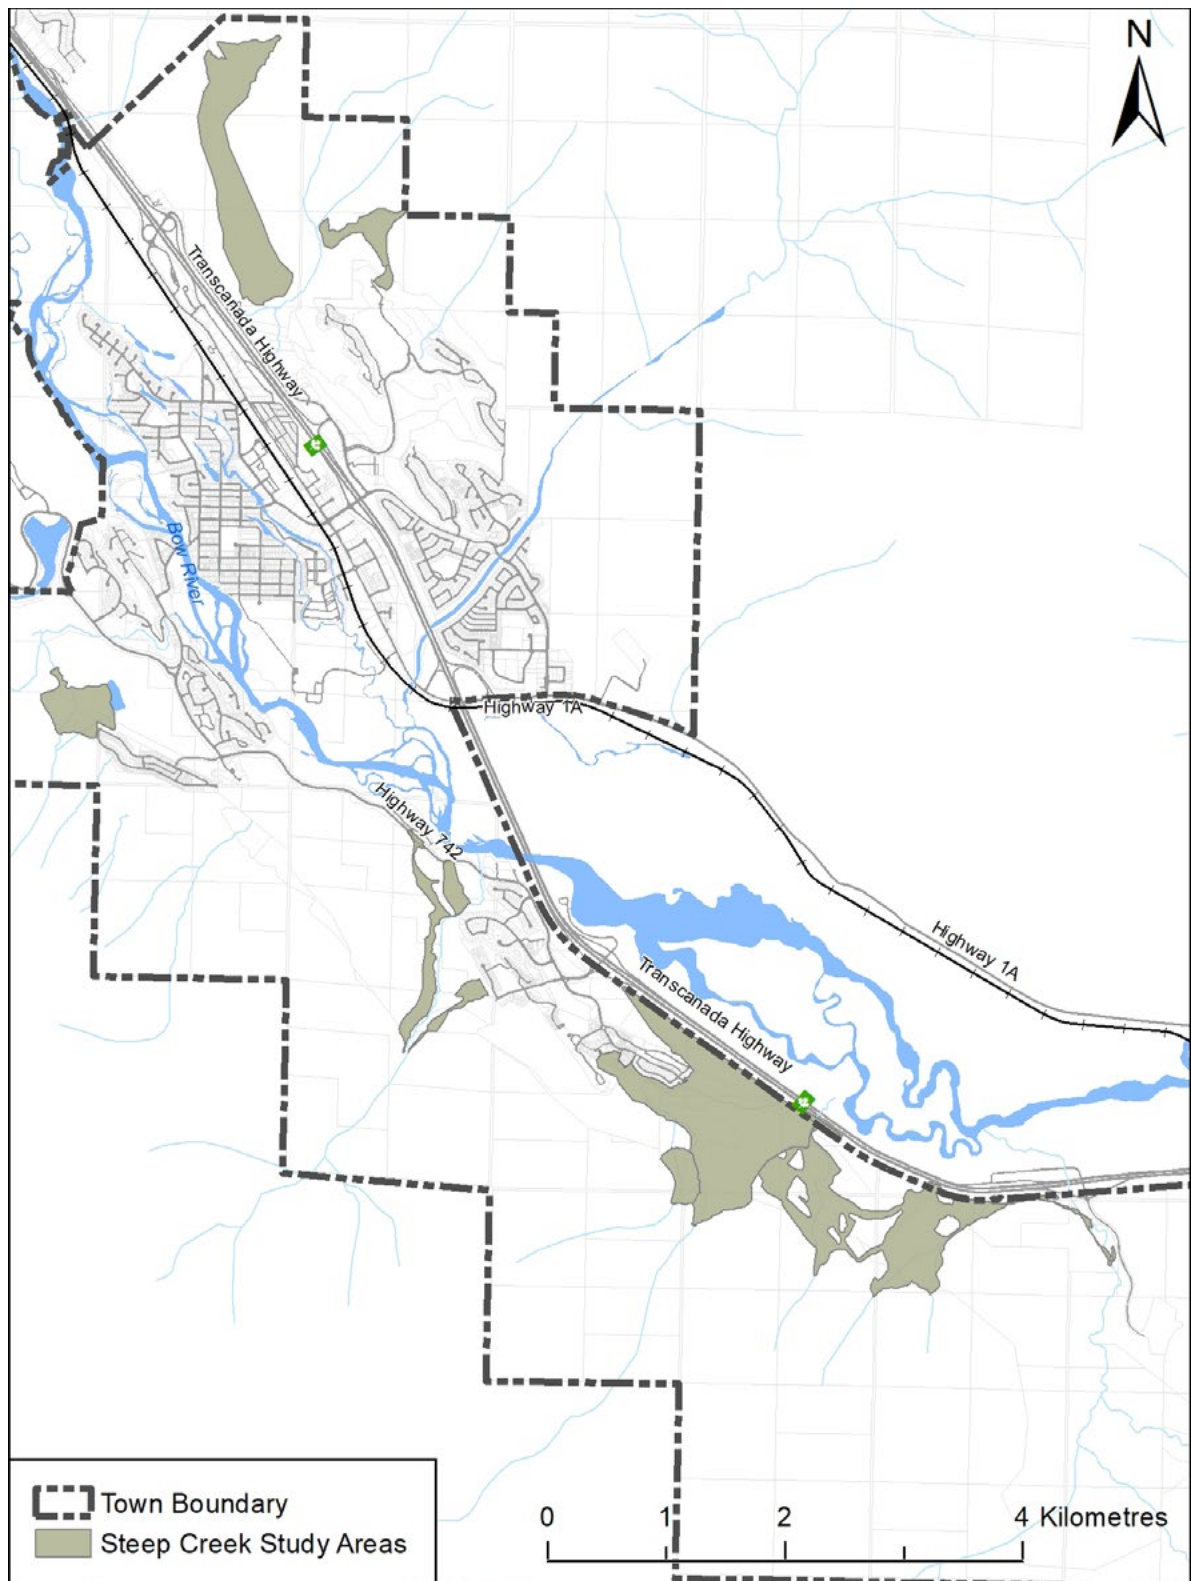 N
Transcanada Highway
Bow River
Highway 1A
Highway 742
Highway 1A
Transcanada Highway
Town Boundary
Steep Creek Study Areas
0 1 2 4 Kilometres